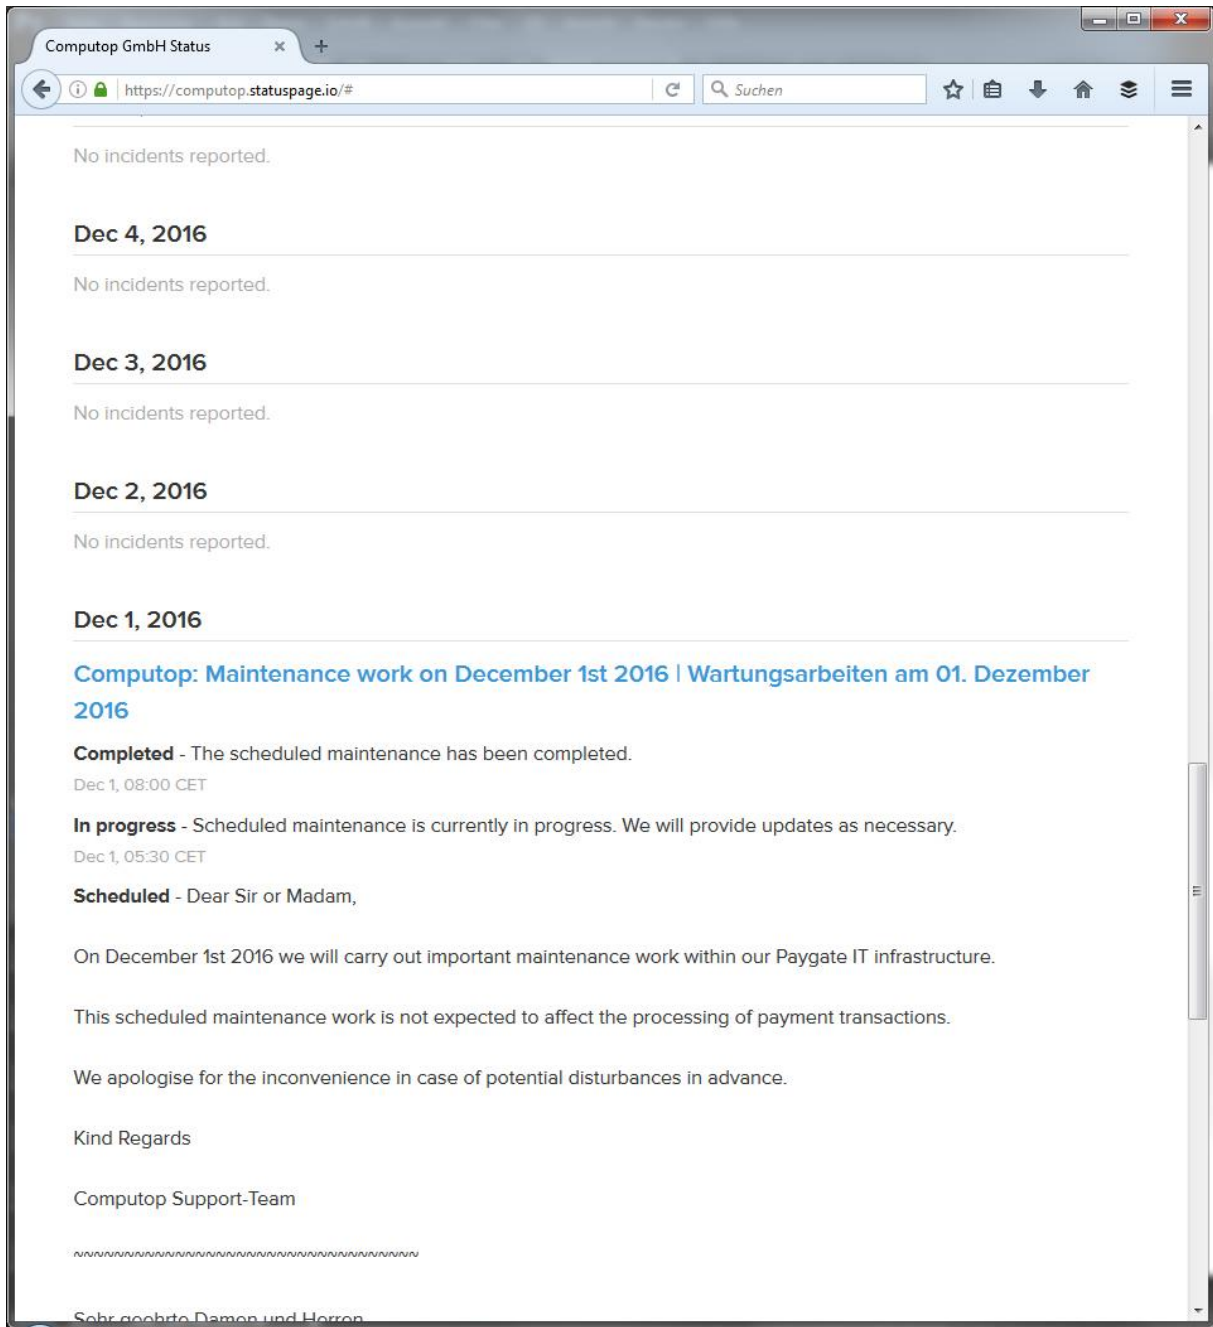 Computop GmbH Status
https://computop.statuspage.io/#
Suchen
No incidents reported.
Dec 4, 2016
No incidents reported.
Dec 3, 2016
No incidents reported.
Dec 2, 2016
No incidents reported.
Dec 1, 2016
Computop: Maintenance work on December 1st 2016 | Wartungsarbeiten am 01. Dezember
2016
Completed - The scheduled maintenance has been completed.
Dec 1, 08:00 CET
In progress - Scheduled maintenance is currently in progress. We will provide updates as necessary.
Dec 1, 05:30 CET
Scheduled - Dear Sir or Madam,
On December 1st 2016 we will carry out important maintenance work within our Paygate IT infrastructure.
This scheduled maintenance work is not expected to affect the processing of payment transactions.
We apologise for the inconvenience in case of potential disturbances in advance.
Kind Regards
Computop Support-Team
~~~~~~~~~~~~~~~~~~~~~~~~~~~~~~~~~~
Sehr geehrte Damen und Herren